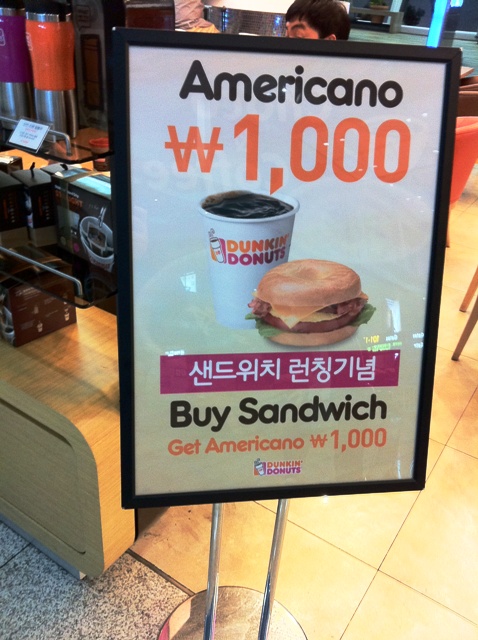 Americano
₩1,000
DUNKIN'
DONUTS
샌드위치 런칭기념
Buy Sandwich
Get Americano ₩1,000
DUNKIN'
DONUTS